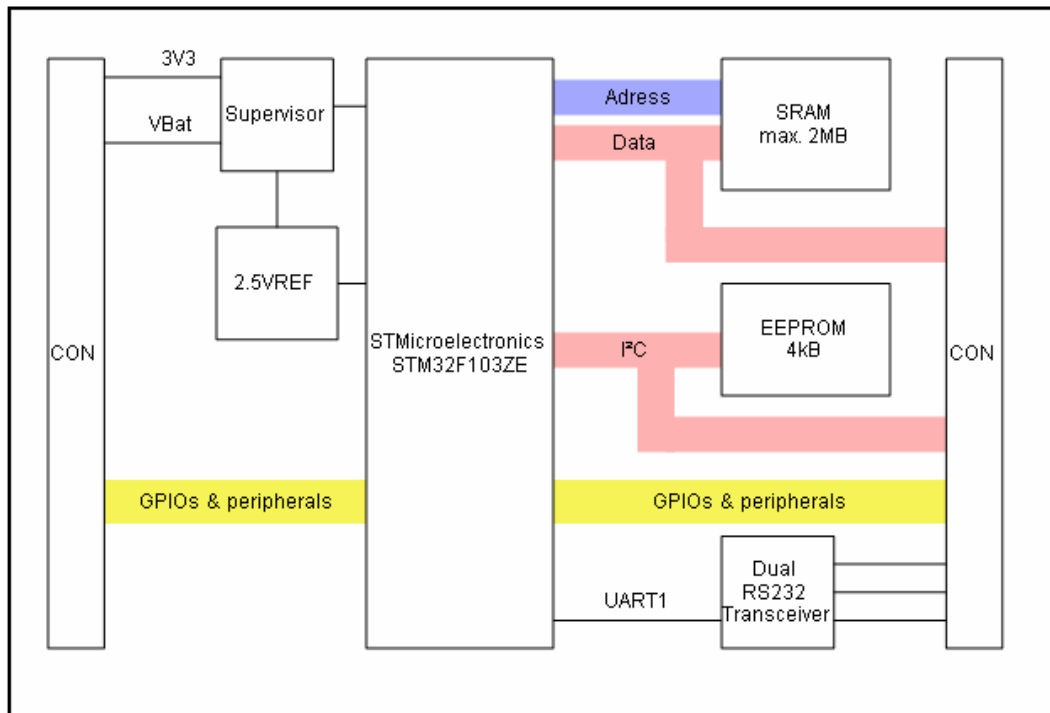 3V3
VBat
Supervisor
2.5VREF
CON
STMicroelectronics
STM32F103ZE
GPIOs & peripherals
Adress
Data
SRAM
max. 2MB
I²C
EEPROM
4kB
CON
GPIOs & peripherals
UART1
Dual
RS232
Transceiver